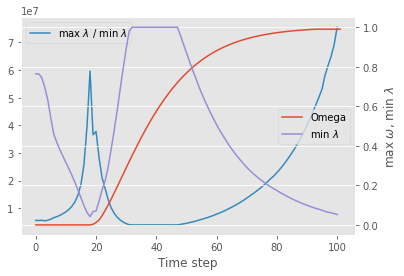 1e7
max λ / min λ
Omega
min λ
7
6
5
4
3
2
1
1.0
0.8
0.6
0.4
0.2
0.0
max ω, min λ
0 20 40 60 80 100
Time step